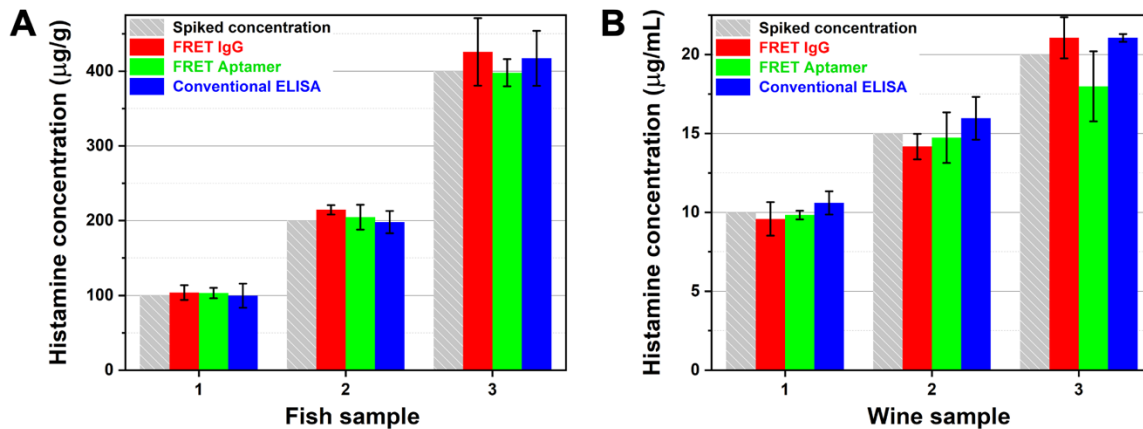 A
Histamine concentration (µg/g)
400
300
200
100
0
Spiked concentration
FRET IgG
FRET Aptamer
Conventional ELISA
1
2
3
Fish sample
B
Histamine concentration (µg/mL)
20
15
10
5
0
Spiked concentration
FRET IgG
FRET Aptamer
Conventional ELISA
1
2
3
Wine sample